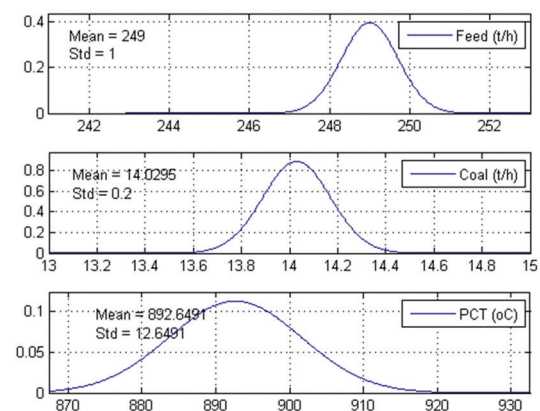 0.4
0.2
0
Mean = 249
Std = 1
Feed (t/h)
242 244 246 248 250 252
0.8
0.6
0.4
0.2
0
Mean = 14.0295
Std = 0.2
Coal (t/h)
13 13.2 13.4 13.6 13.8 14 14.2 14.4 14.6 14.8 15
0.1
0.05
0
Mean = 892.6491
Std = 12.6491
PCT (oC)
870 880 890 900 910 920 930